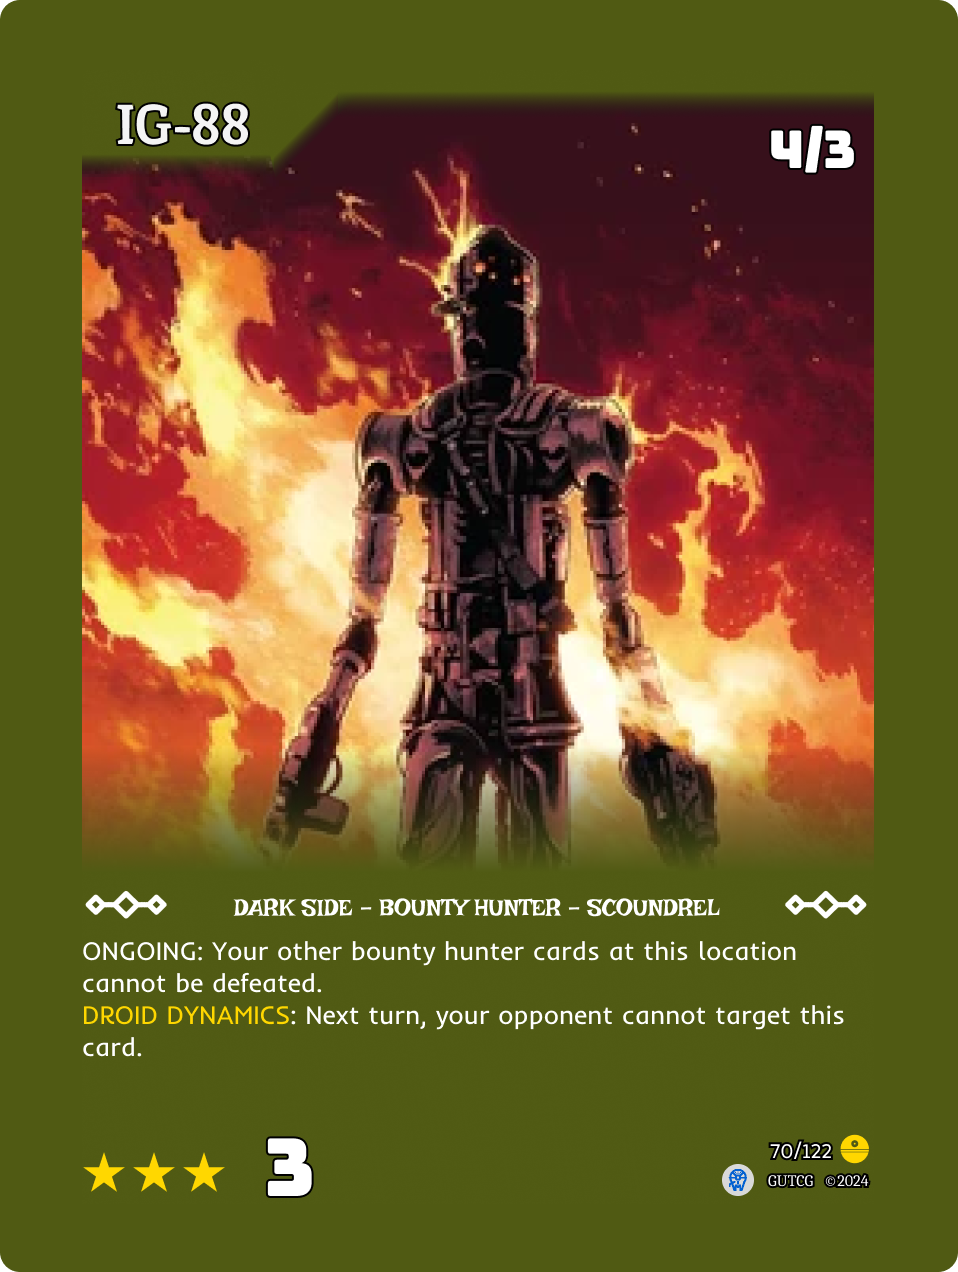 IG-88
4/3
DARK SIDE - BOUNTY HUNTER - SCOUNDREL
ONGOING: Your other bounty hunter cards at this location
cannot be defeated.
DROID DYNAMICS: Next turn, your opponent cannot target this
card.
3
70/122
GUTCG ©2024